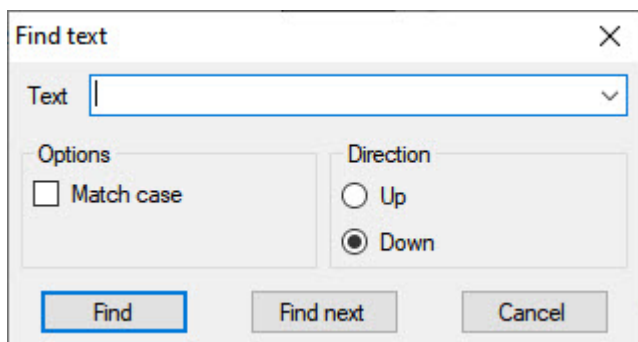 Find text
Text
Options
Match case
Direction
Up
Down
Find
Find next
Cancel